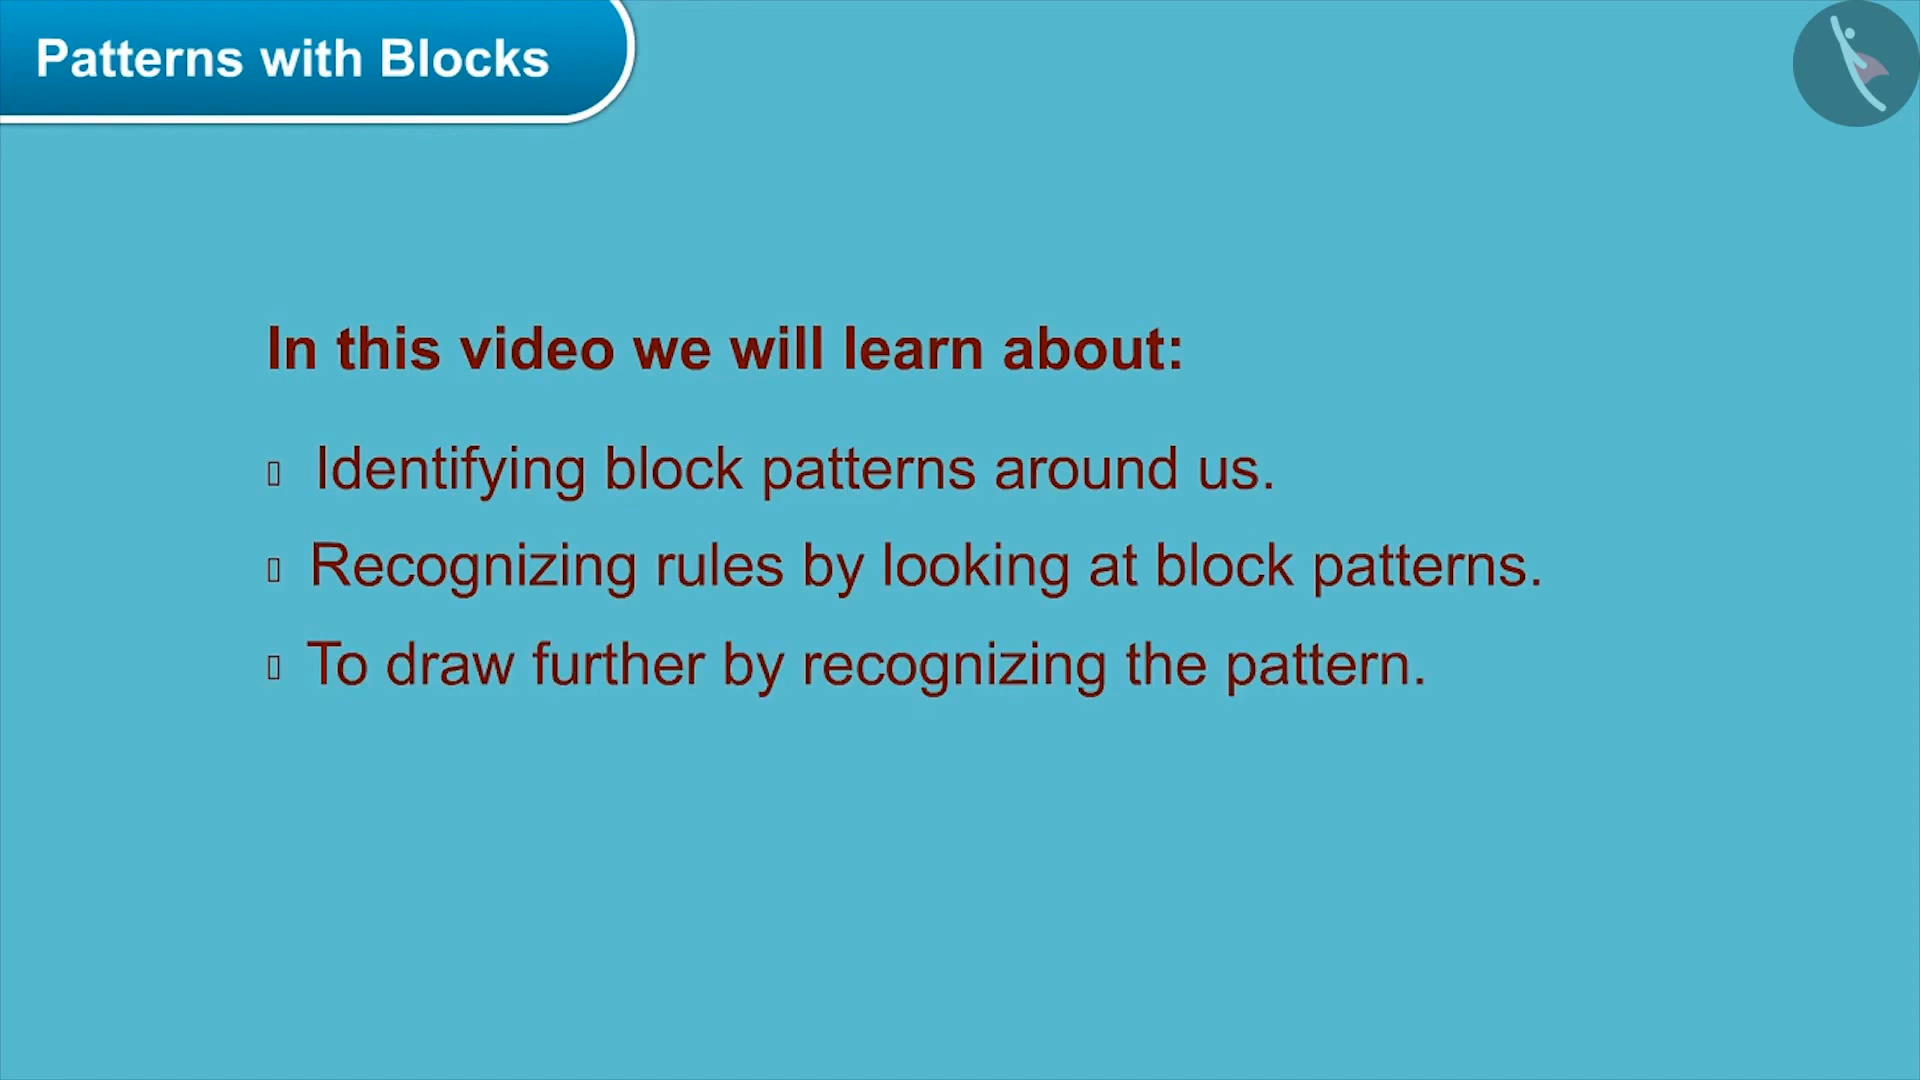 Patterns with Blocks
In this video we will learn about:
Identifying block patterns around us.
Recognizing rules by looking at block patterns.
To draw further by recognizing the pattern.